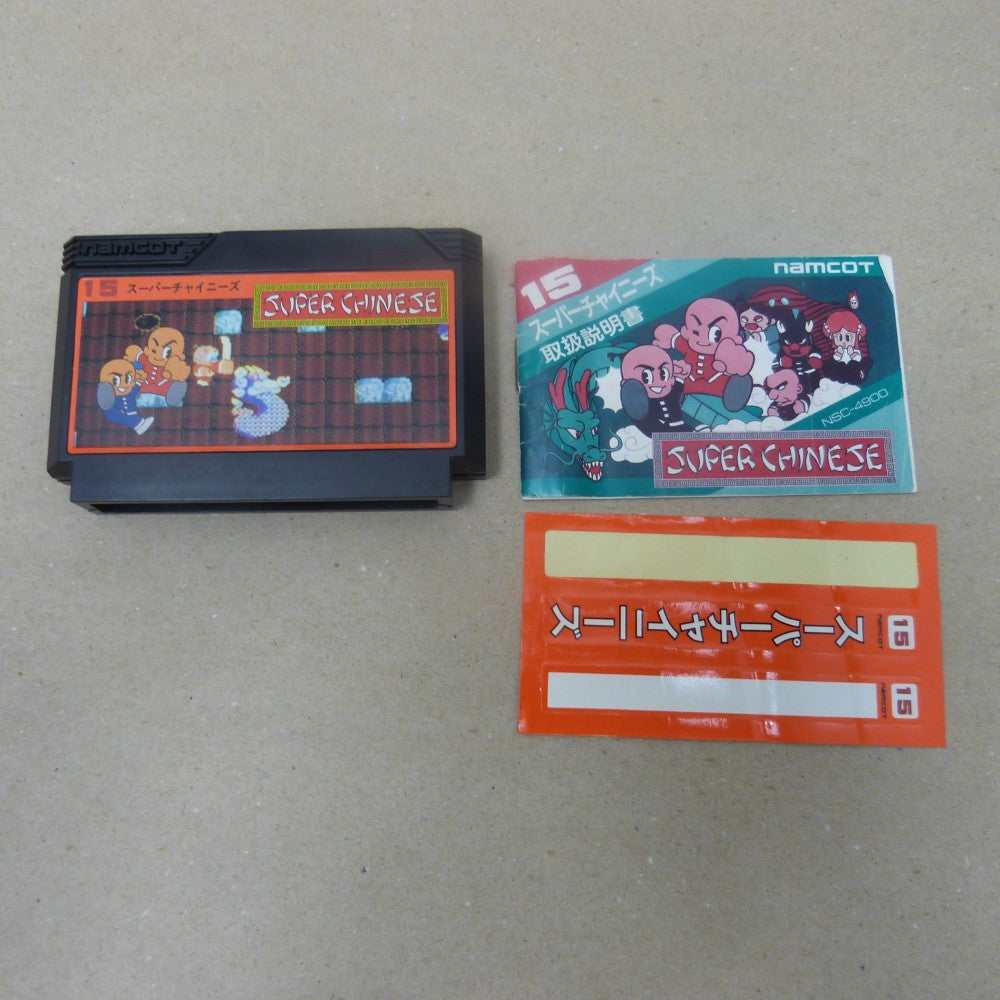 namcot
15 スーパーチャイニーズ
SUPER CHINESE
15
スーパーチャイニーズ
取扱説明書
namcot
NSC-4900
SUPER CHINESE
スーパーチャイニーズ
15
namcot
15
namcot